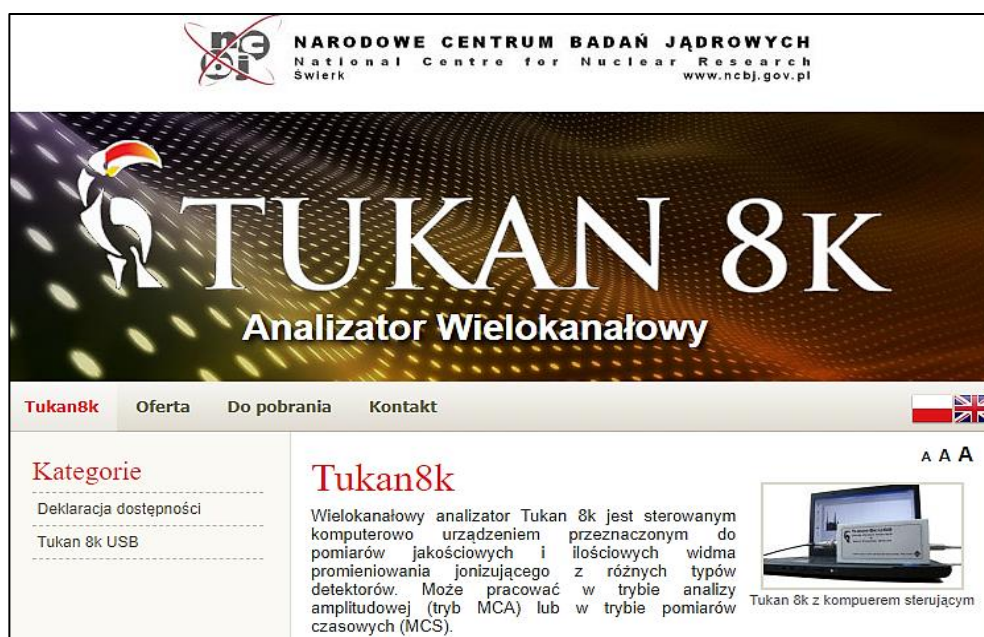 ncbj
NARODOWE CENTRUM BADAŃ JĄDROWYCH
National Centre for Nuclear Research
Świerk www.ncbj.gov.pl
TUKAN 8K
Analizator Wielokanałowy
Tukan8k Oferta Do pobrania Kontakt
A A A
Kategorie
Deklaracja dostępności
Tukan 8k USB
Tukan8k
Wielokanałowy analizator Tukan 8k jest sterowanym
komputerowo urządzeniem przeznaczonym do
pomiarów jakościowych i ilościowych widma
promieniowania jonizującego z różnych typów
detektorów. Może pracować w trybie analizy
amplitudowej (tryb MCA) lub w trybie pomiarów
czasowych (MCS).
Tukan 8k z kompuerem sterującym